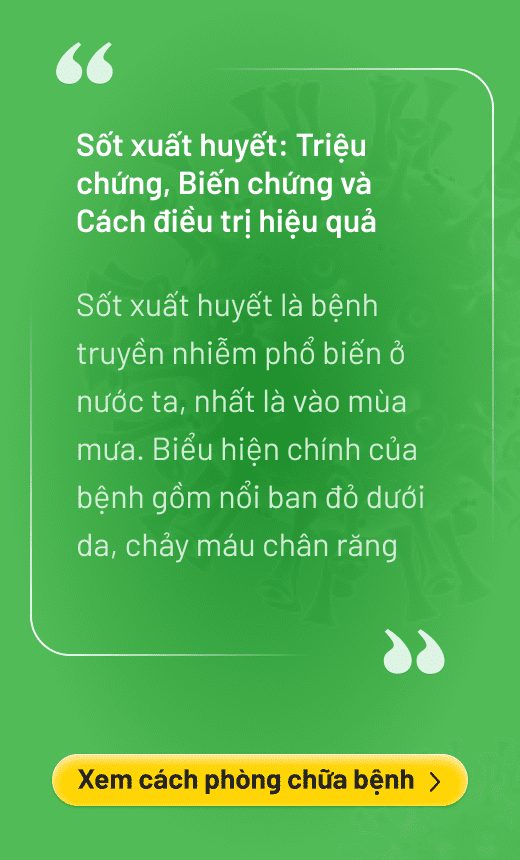 Sốt xuất huyết: Triệu
chứng, Biến chứng và
Cách điều trị hiệu quả
Sốt xuất huyết là bệnh
truyền nhiễm phổ biến ở
nước ta, nhất là vào mùa
mưa. Biểu hiện chính của
bệnh gồm nổi ban đỏ dưới
da, chảy máu chân răng
Xem cách phòng chữa bệnh